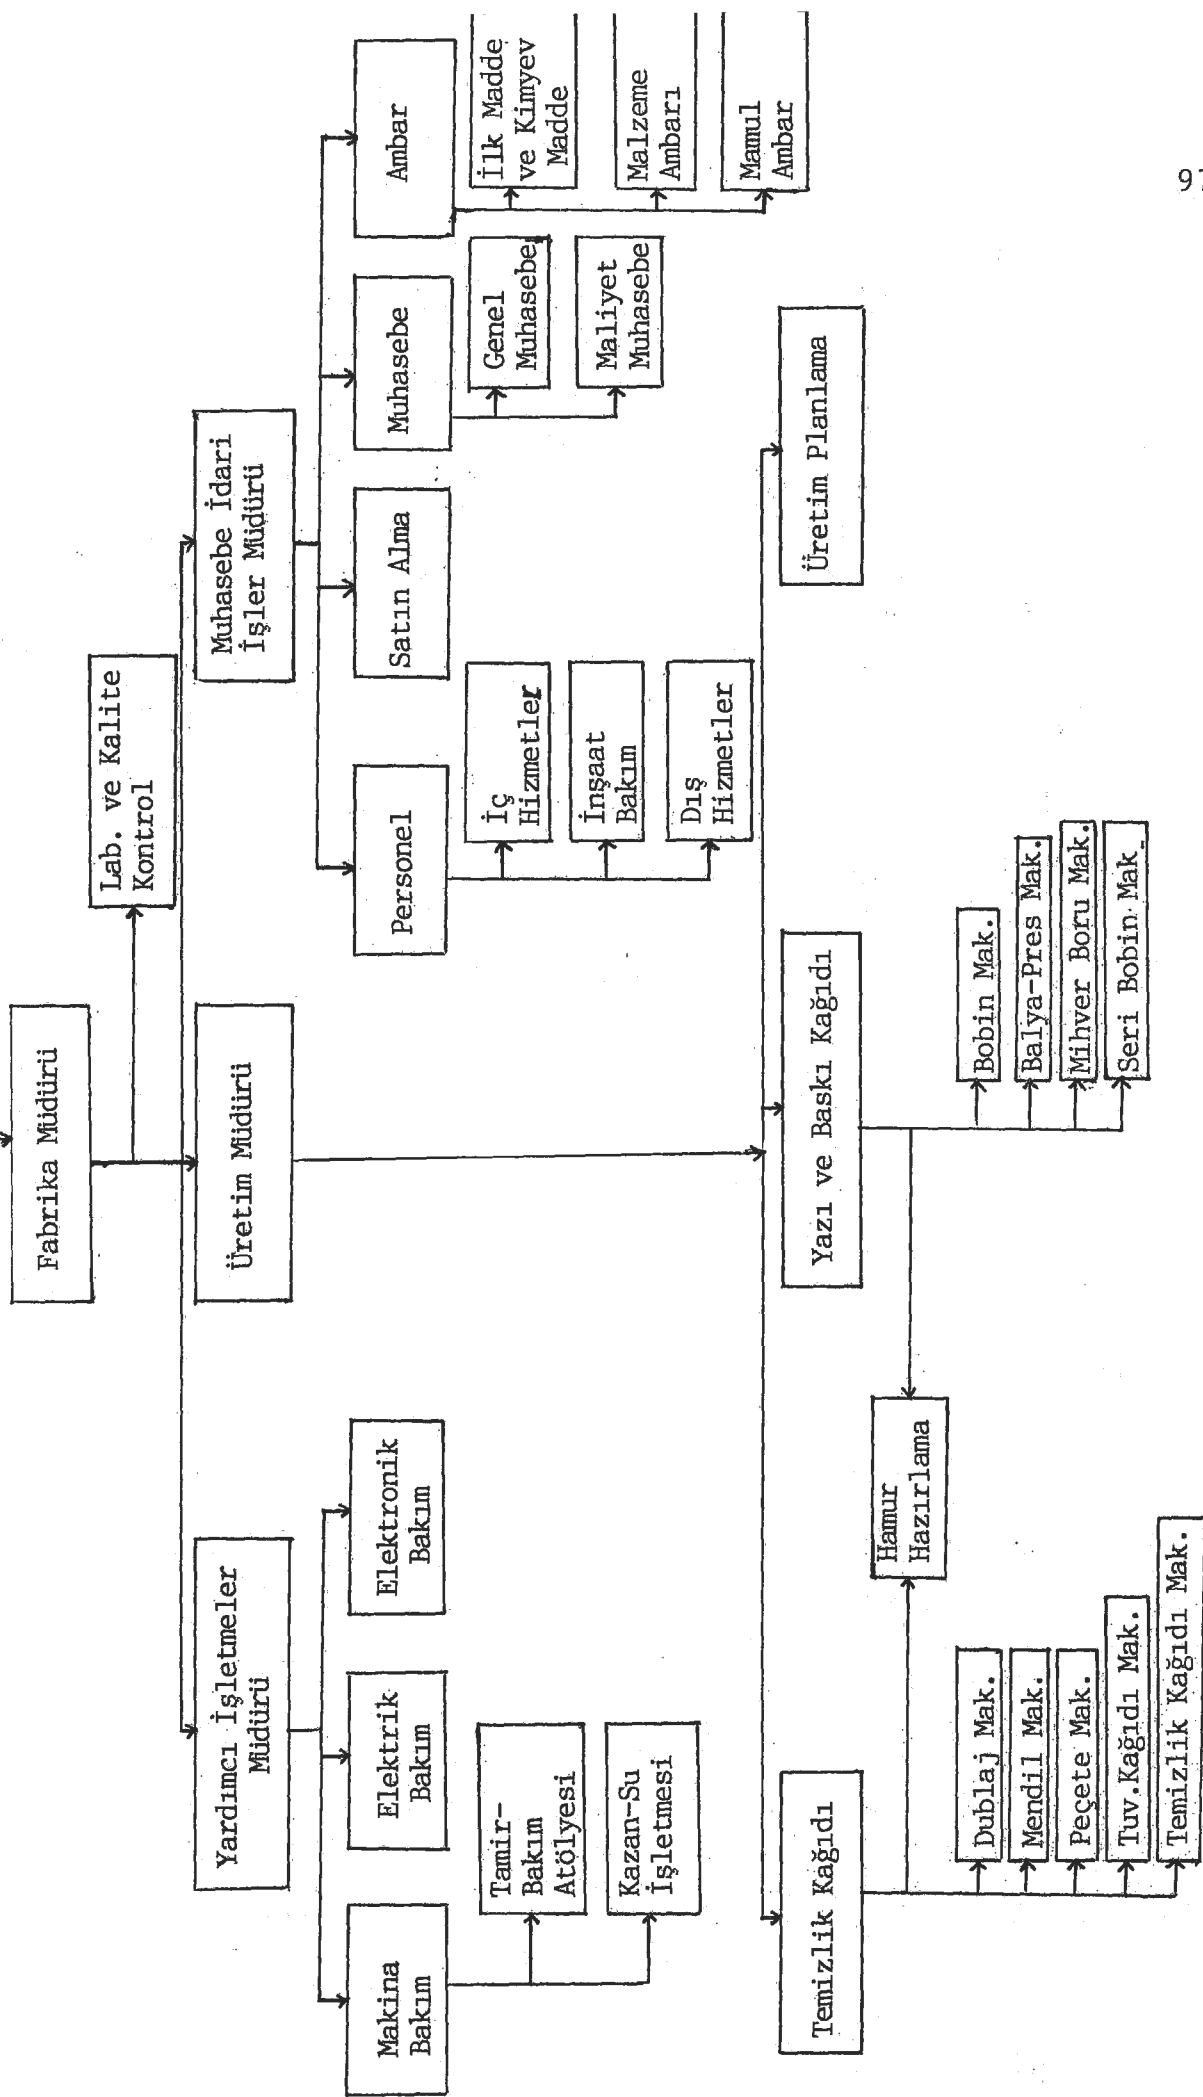 Fabrika Müdürü
Lab. ve Kalite
Kontrol
Yardımcı İşletmeler
Müdürü
Üretim Müdürü
Muhasebe İdari
İşler Müdürü
Makina
Bakım
Elektrik
Bakım
Elektronik
Bakım
Personel
Satın Alma
Muhasebe
Ambar
Tamir-
Bakım
Atölyesi
Kazan-Su
İşletmesi
İç
Hizmetler
İnşaat
Bakım
Dış
Hizmetler
Genel
Muhasebe
Maliyet
Muhasebe
İlk Madde
ve Kimyev
Madde
Malzeme
Ambarı
Mamul
Ambar
Temizlik Kağıdı
Yazı ve Baskı Kağıdı
Üretim Planlama
Hamur
Hazırlama
Dublaj Mak.
Mendil Mak.
Peçete Mak.
Tuv.Kağıdı Mak.
Temizlik Kağıdı Mak.
Bobin Mak.
Balya-Pres Mak.
Mihver Boru Mak.
Seri Bobin Mak.
97